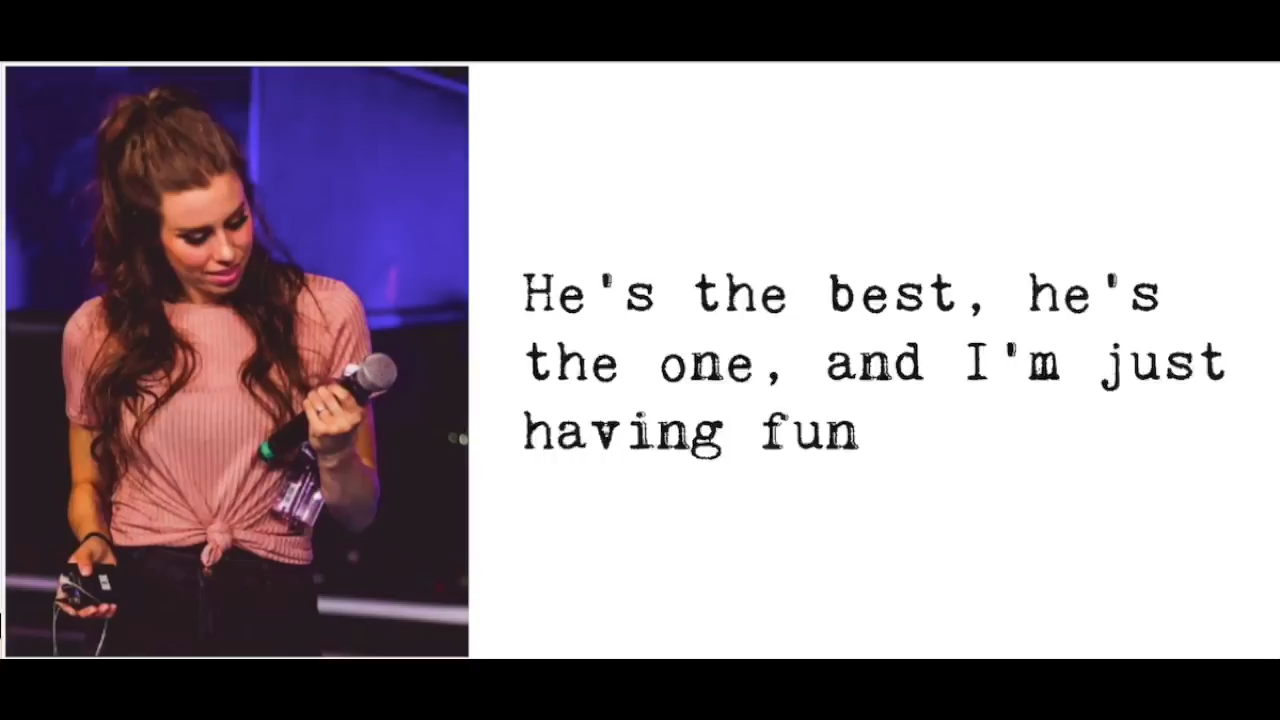 He's the best, he's
the one, and I'm just
having fun